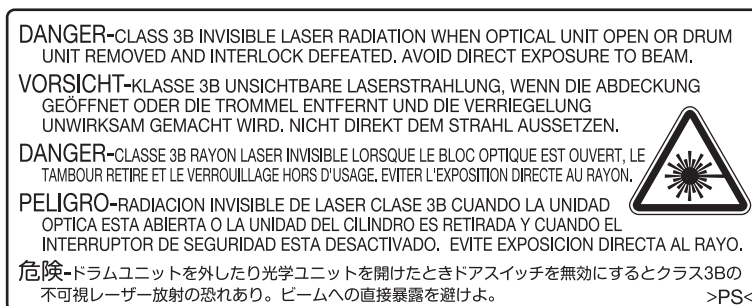 DANGER-CLASS 3B INVISIBLE LASER RADIATION WHEN OPTICAL UNIT OPEN OR DRUM
UNIT REMOVED AND INTERLOCK DEFEATED. AVOID DIRECT EXPOSURE TO BEAM.
VORSICHT-KLASSE 3B UNSICHTBARE LASERSTRAHLUNG, WENN DIE ABDECKUNG
GEÖFFNET ODER DIE TROMMEL ENTFERNT UND DIE VERRIEGELUNG
UNWIRKSAM GEMACHT WIRD. NICHT DIREKT DEM STRAHL AUSSETZEN.
DANGER-CLASSE 3B RAYON LASER INVISIBLE LORSQUE LE BLOC OPTIQUE EST OUVERT, LE
TAMBOUR RETIRE ET LE VERROUILLAGE HORS D'USAGE. EVITER L'EXPOSITION DIRECTE AU RAYON.
PELIGRO-RADIACION INVISIBLE DE LASER CLASE 3B CUANDO LA UNIDAD
OPTICA ESTA ABIERTA O LA UNIDAD DEL CILINDRO ES RETIRADA Y CUANDO EL
INTERRUPTOR DE SEGURIDAD ESTA DESACTIVADO. EVITE EXPOSICION DIRECTA AL RAYO.
危険-ドラムユニットを外したり光学ユニットを開けたときドアスイッチを無効にするとクラス3Bの
不可視レーザー放射の恐れあり。ビームへの直接暴露を避けよ。 >PS<